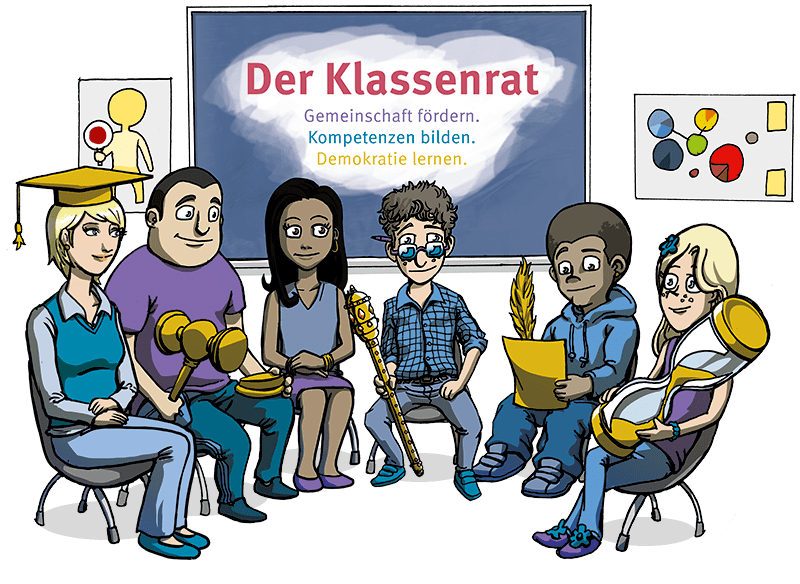 Der Klassenrat
Gemeinschaft fördern.
Kompetenzen bilden.
Demokratie lernen.